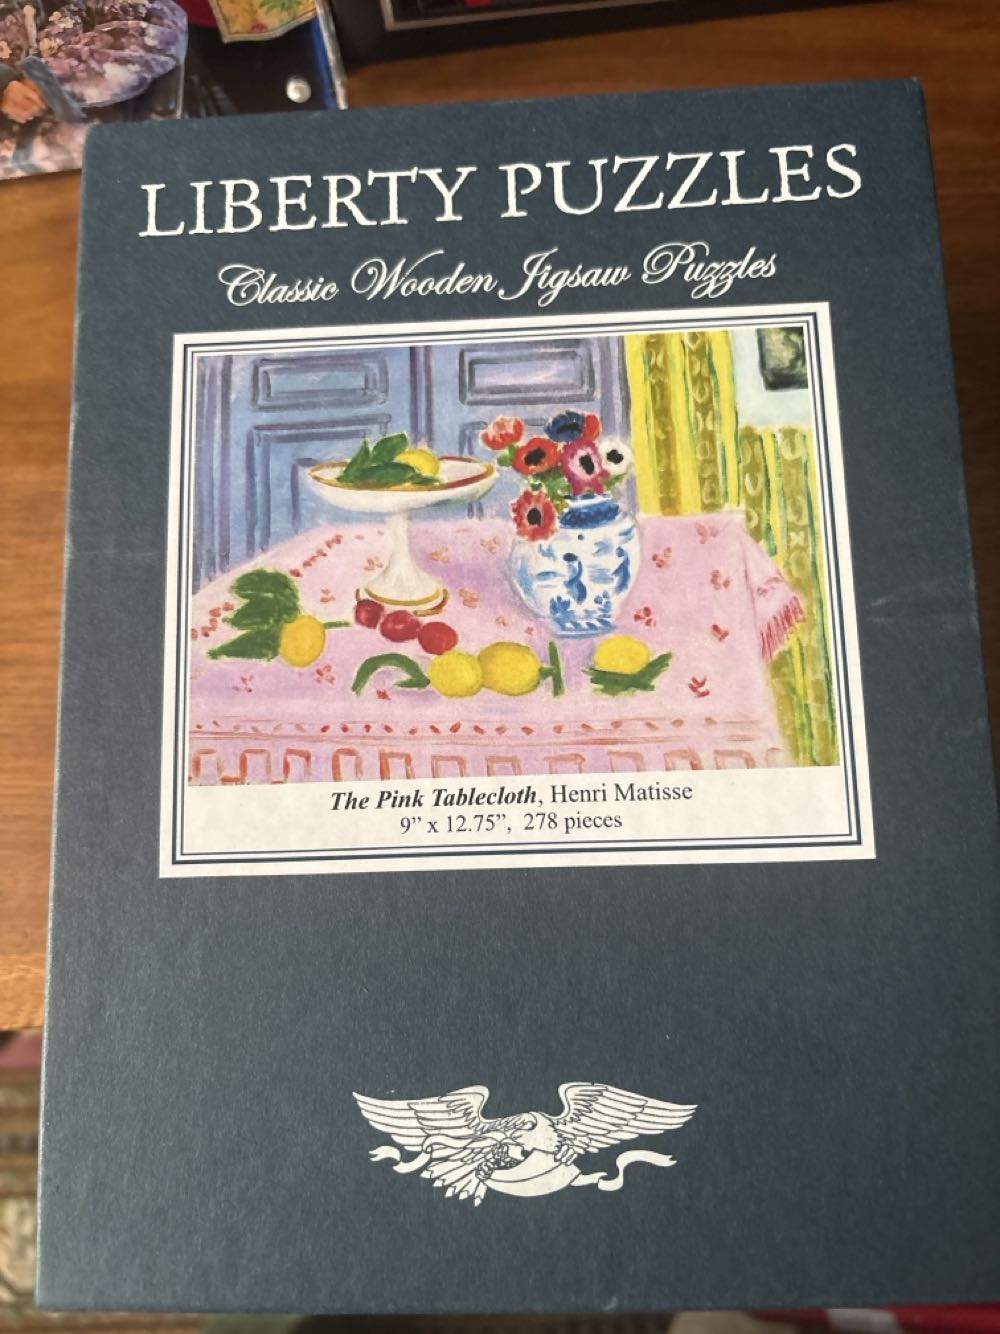 LIBERTY PUZZLES
Classic Wooden Jigsaw Puzzles
The Pink Tablecloth, Henri Matisse
9” x 12.75”, 278 pieces